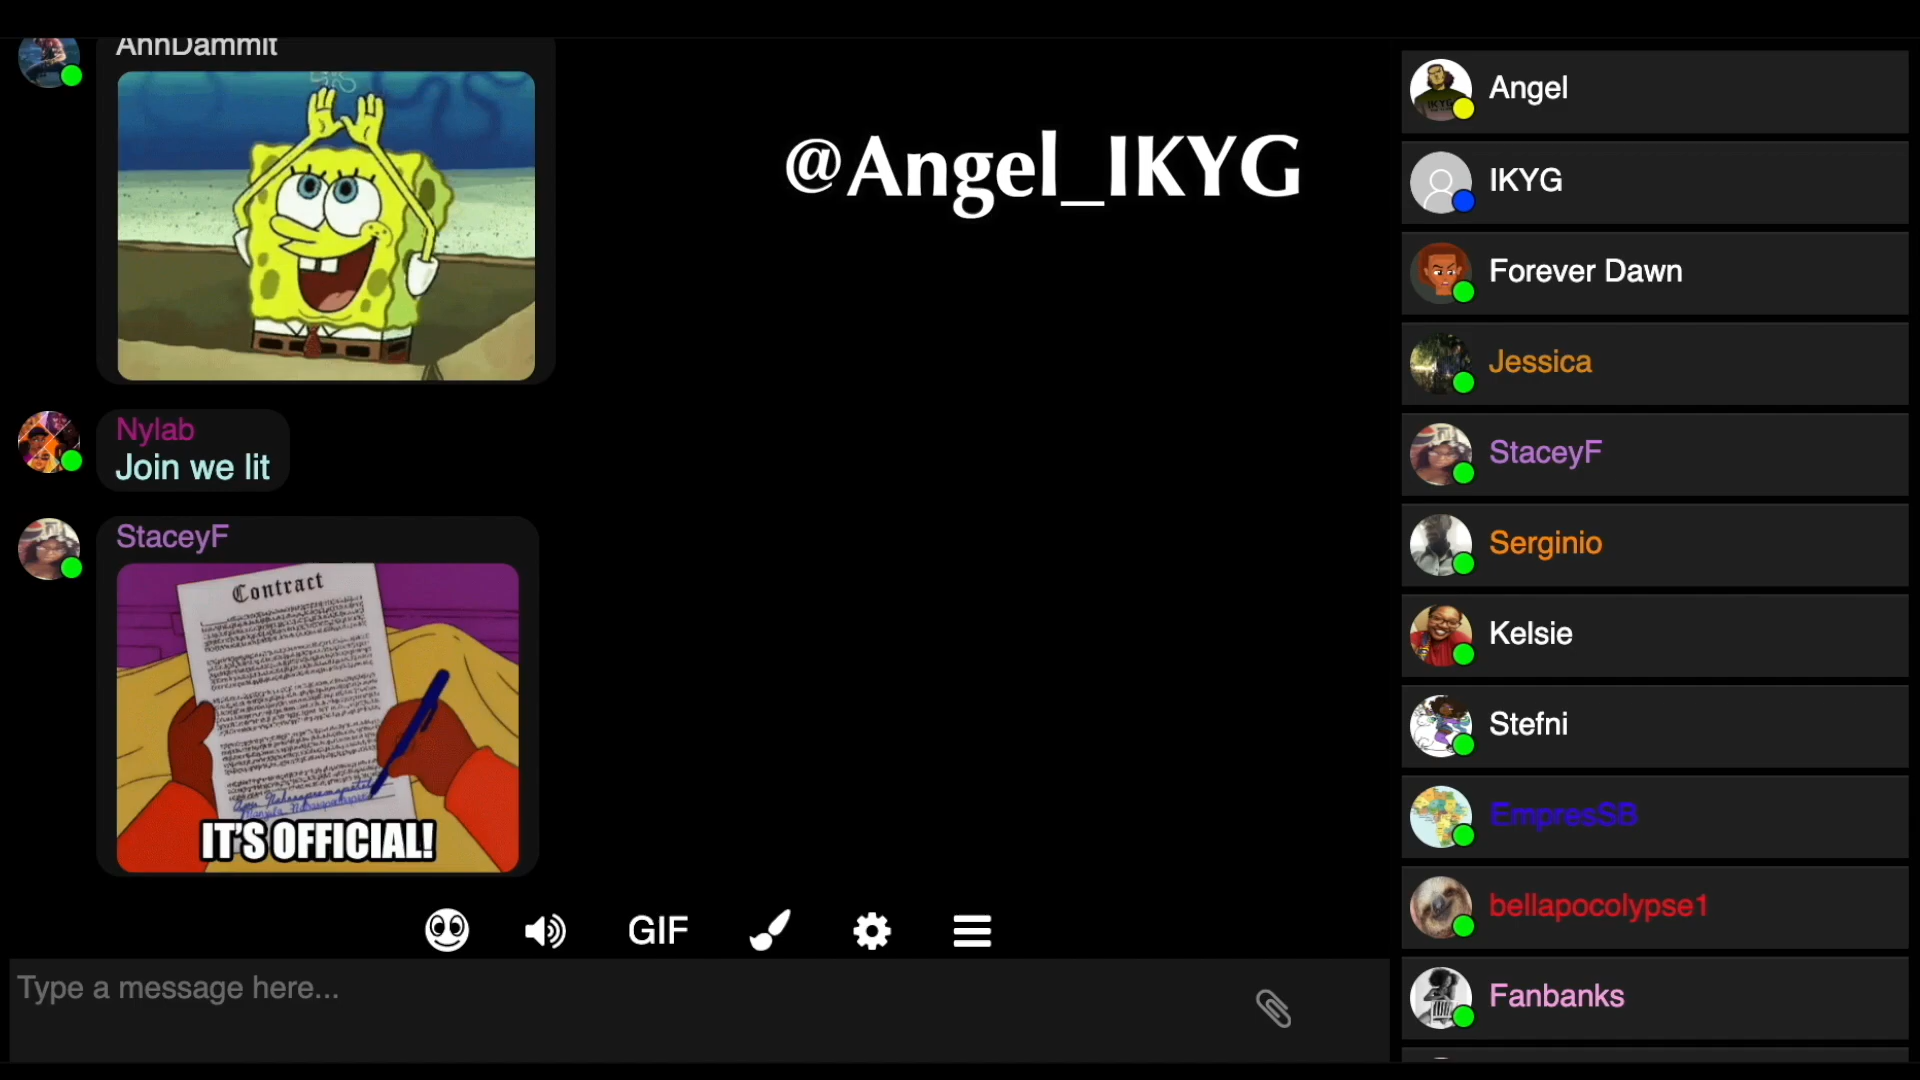 AnnDammit
@Angel_IKYG
Nylab
Join we lit
StaceyF
Contract
IT'S OFFICIAL!
GIF
Type a message here...
Angel
IKYG
IKYG
Forever Dawn
Jessica
StaceyF
Serginio
Kelsie
Stefni
EmpresSB
bellapocolypse1
Fanbanks